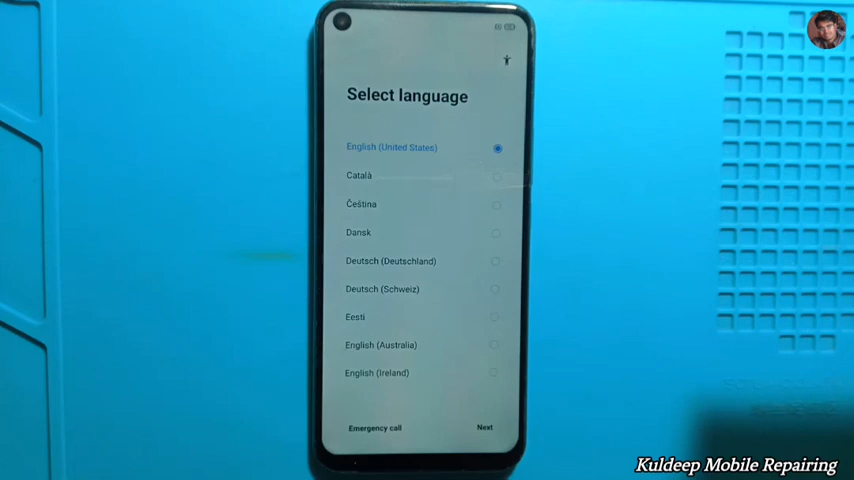 Select language
English (United States)
Català
Čeština
Dansk
Deutsch (Deutschland)
Deutsch (Schweiz)
Eesti
English (Australia)
English (Ireland)
Emergency call
Next
Kuldeep Mobile Repairing